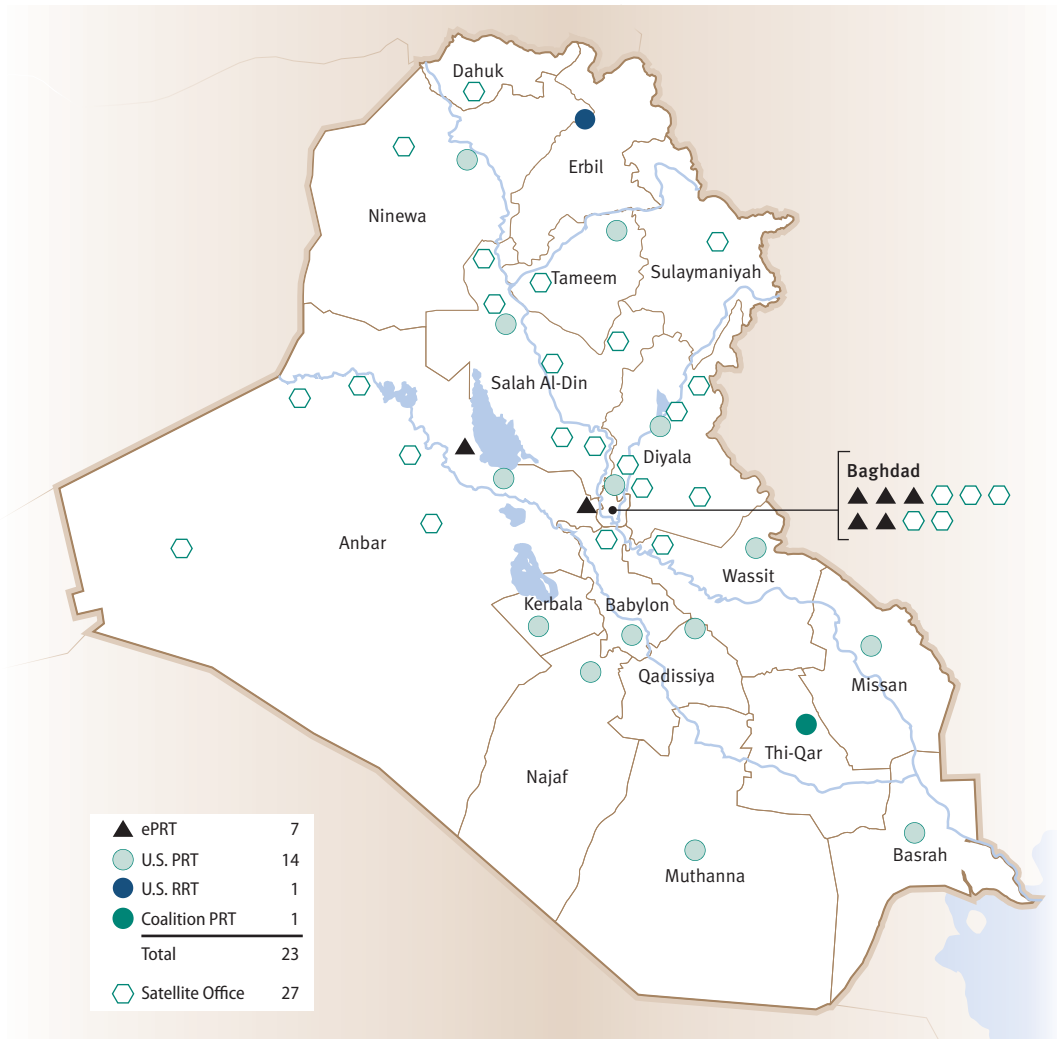 Dahuk
Erbil
Ninewa
Tameem
Sulaymaniyah
Salah Al-Din
Diyala
Baghdad
Anbar
Wassit
Kerbala
Babylon
Qadissiya
Missan
Thi-Qar
Najaf
Basrah
Muthanna
ePRT 7
U.S. PRT 14
U.S. RRT 1
Coalition PRT 1
Total 23
Satellite Office 27